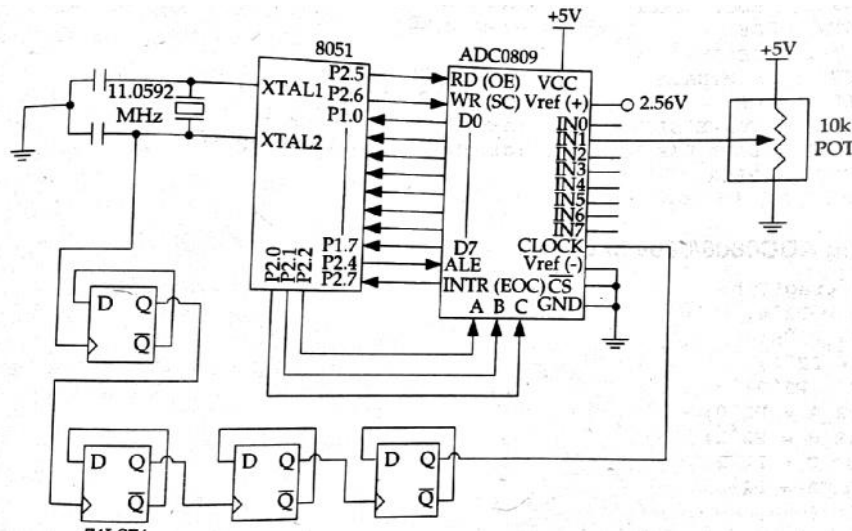 +5V
8051
ADC0809
+5V
11.0592
MHz
XTAL1
XTAL2
P2.5
P2.6
P1.0
P1.7
P2.4
P2.7
P2.0
P2.1
P2.2
RD (OE)
WR (SC)
D0
D7
ALE
INTR (EOC)
A B C
VCC
Vref (+)
2.56V
IN0
IN1
IN2
IN3
IN4
IN5
IN6
IN7
CLOCK
Vref (-)
CS
GND
10k
POT
D Q
Q
D Q
Q
D Q
Q
D Q
Q